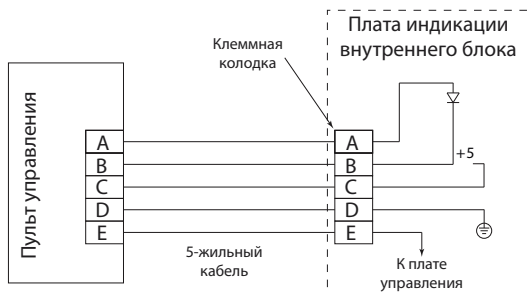 Плата индикации
внутреннего блока
Клеммная
колодка
Пульт управления
A
B
C
D
E
A
B
C
D
E
+5
5-жильный
кабель
К плате
управления